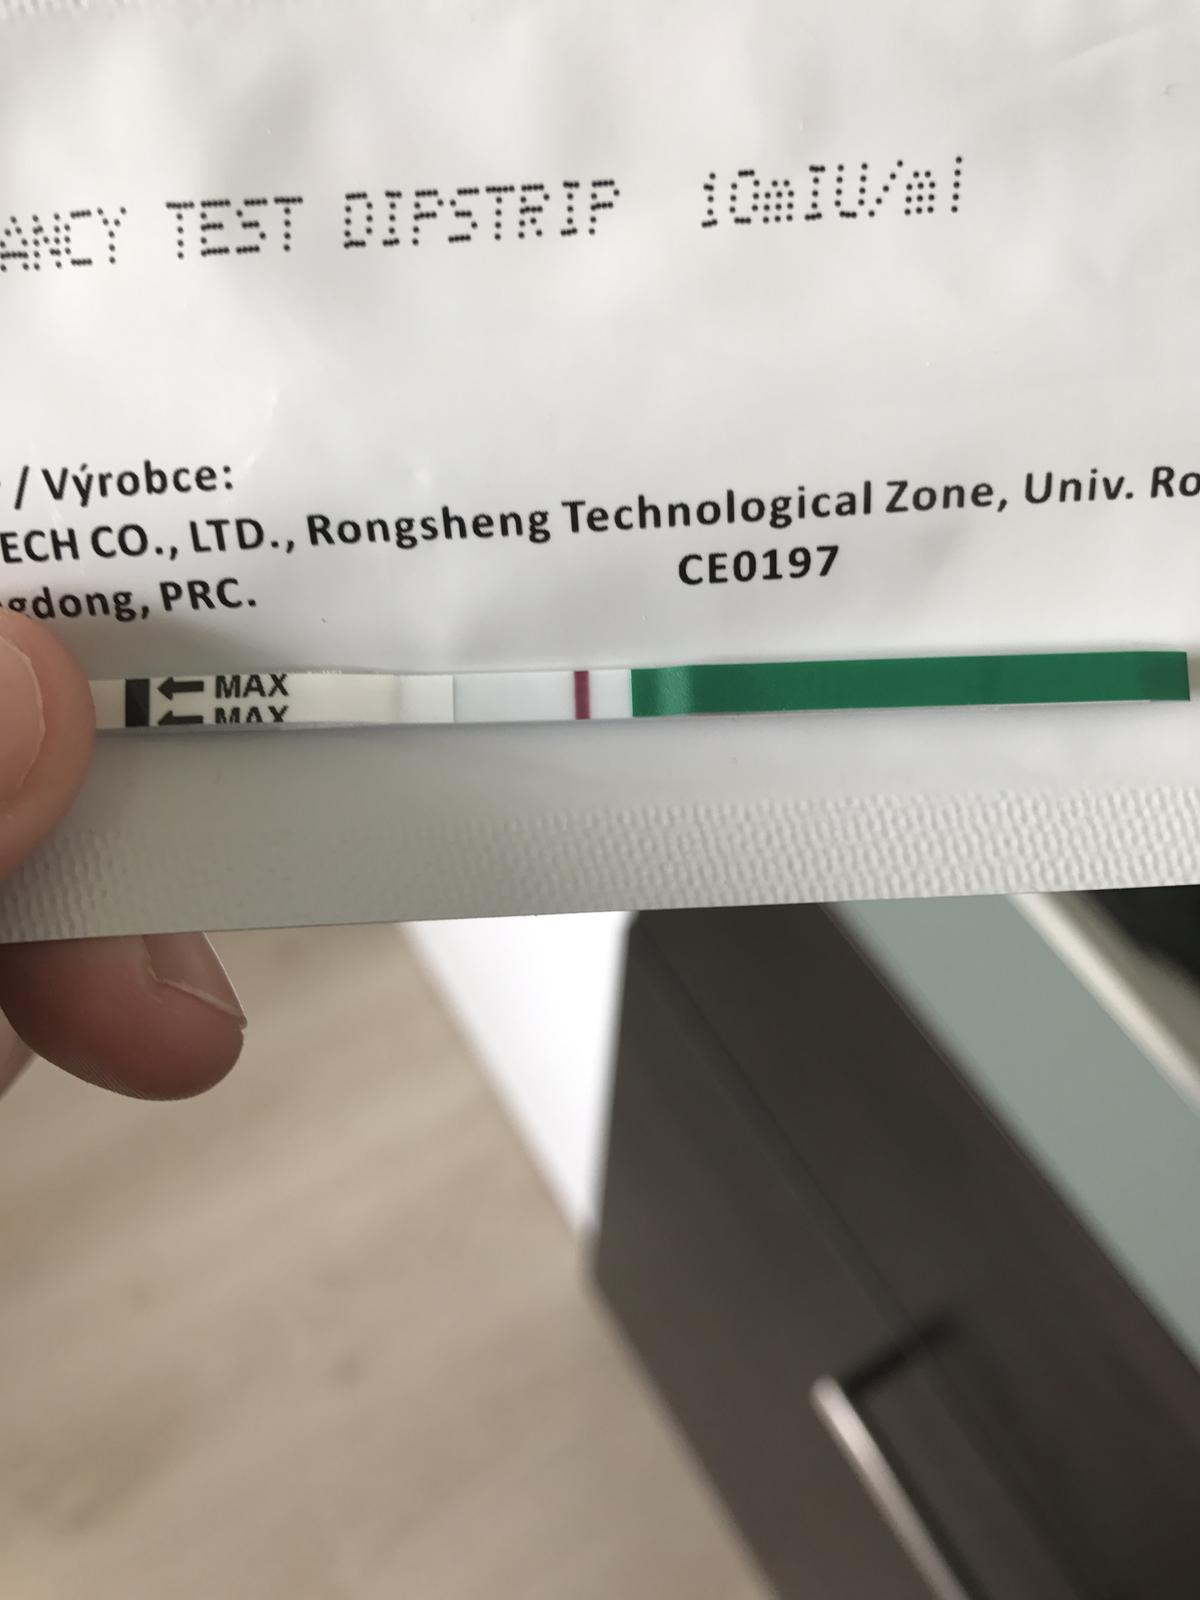 ANCY TEST DIPSTRIP 10mIU/ml
/ Výrobce:
ECH CO., LTD., Rongsheng Technological Zone, Univ. Ro
gdong, PRC. CE0197
← MAX
← MAX